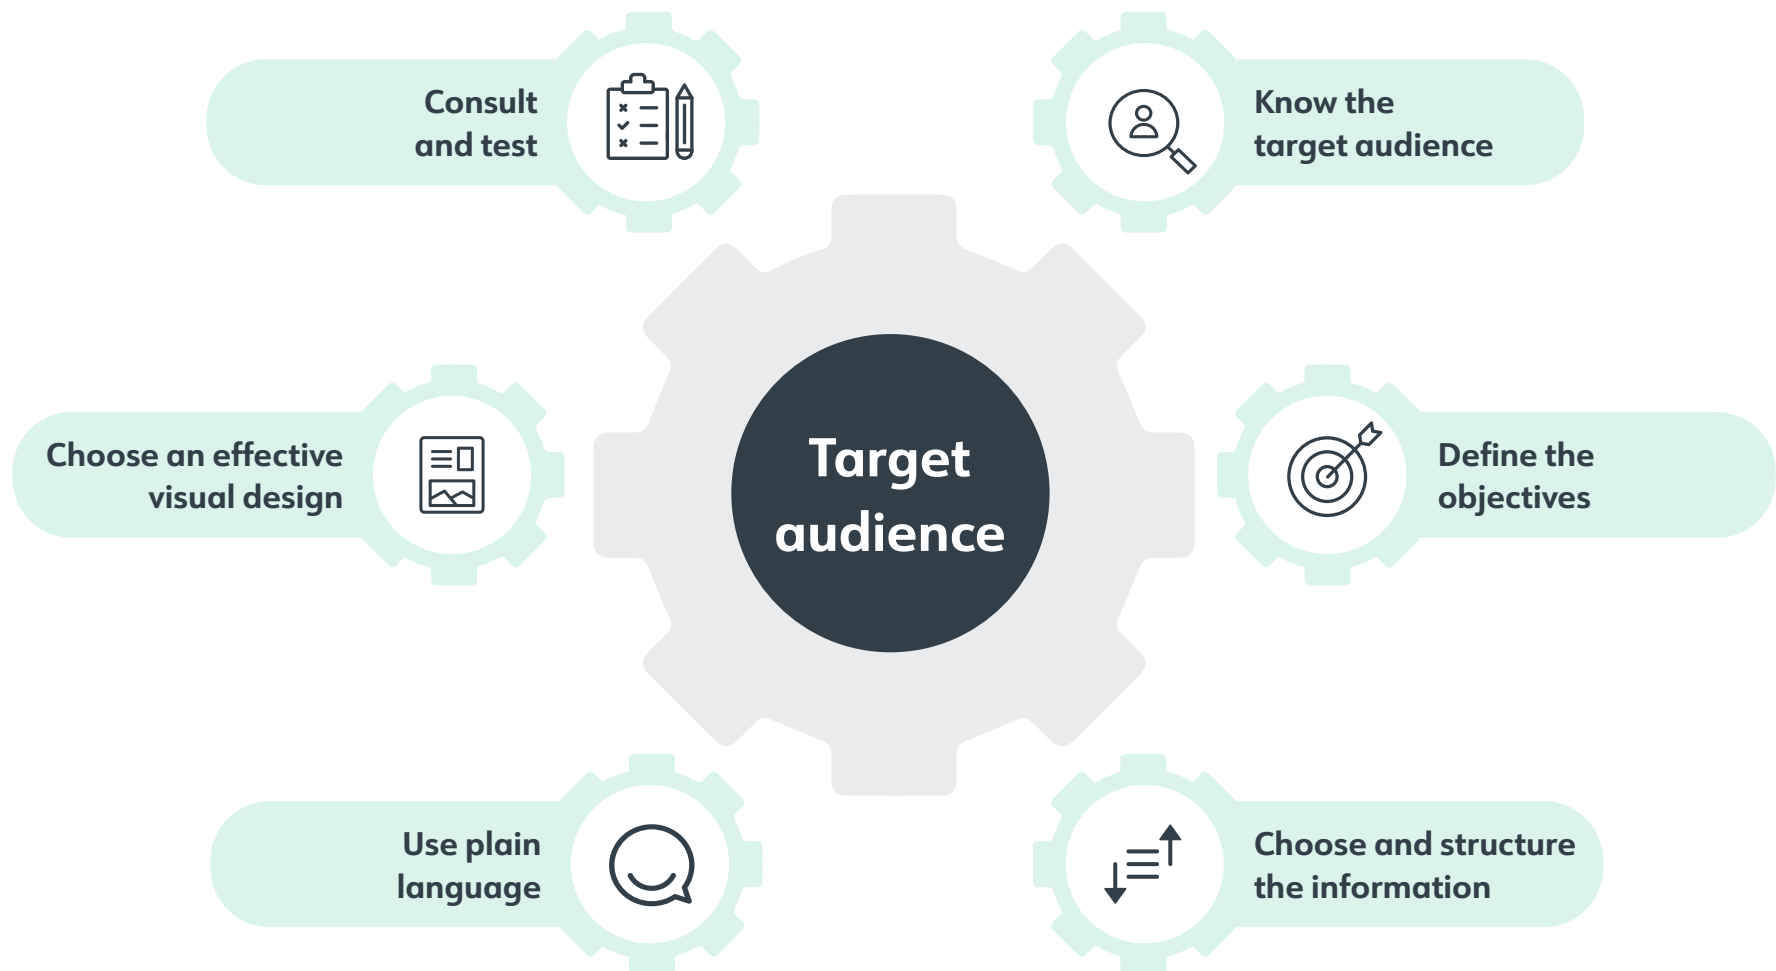 Consult
and test
Know the
target audience
Choose an effective
visual design
Target
audience
Define the
objectives
Use plain
language
Choose and structure
the information